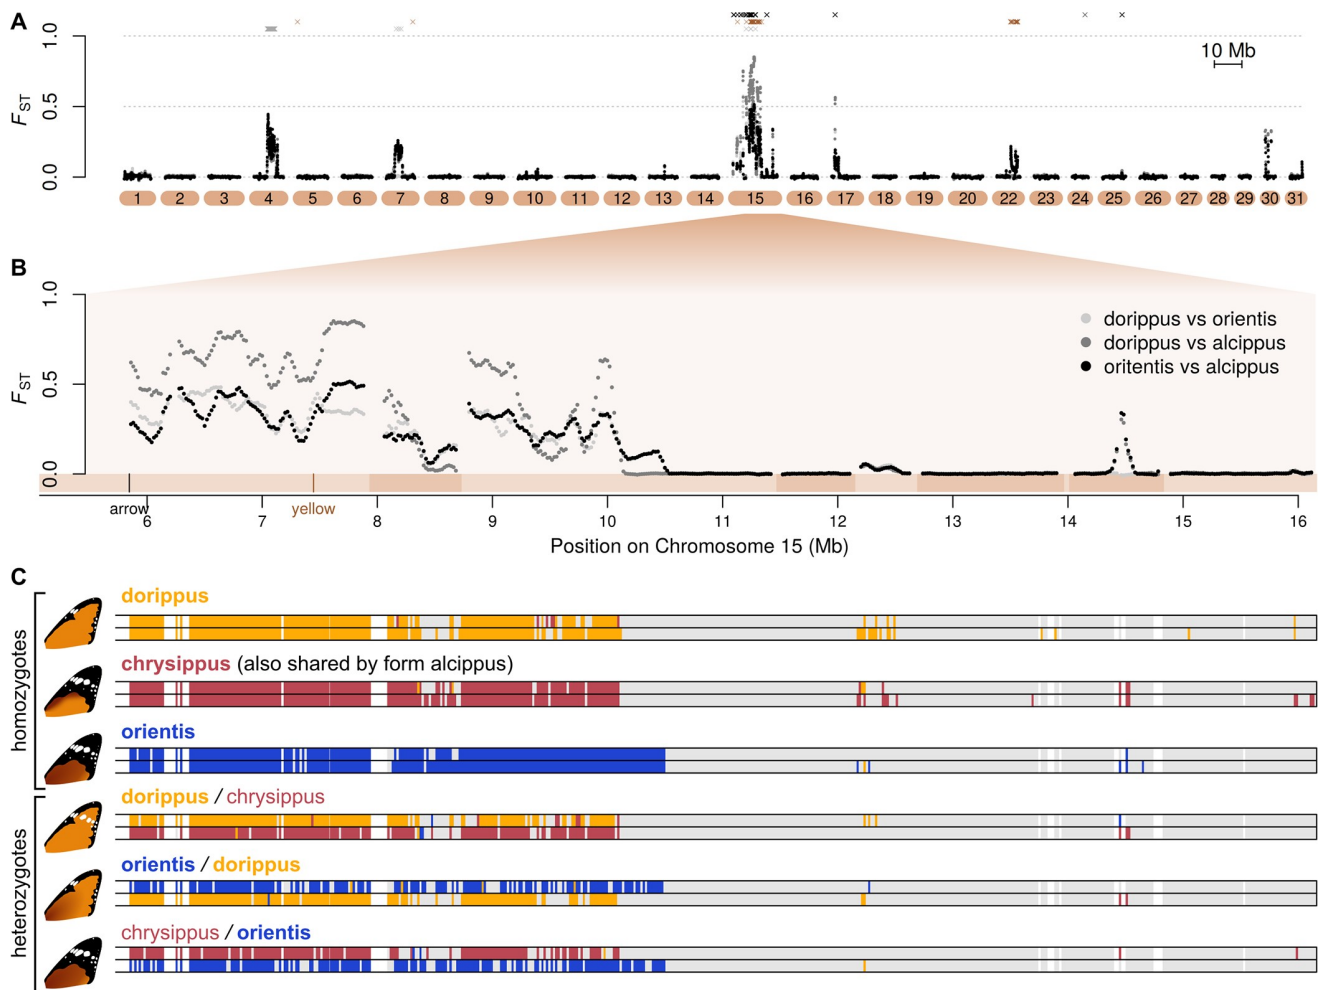 A
1.0
0.5
0.0
FST
10 Mb
1 2 3 4 5 6 7 8 9 10 11 12 13 14 15 16 17 18 19 20 21 22 23 24 25 26 27 28 29 30 31
B
1.0
0.5
0.0
FST
dorippus vs orientis
dorippus vs alcippus
oritentis vs alcippus
arrow
yellow
6 7 8 9 10 11 12 13 14 15 16
Position on Chromosome 15 (Mb)
C
homozygotes
dorippus
chrysippus (also shared by form alcippus)
orientis
heterozygotes
dorippus / chrysippus
orientis / dorippus
chrysippus / orientis